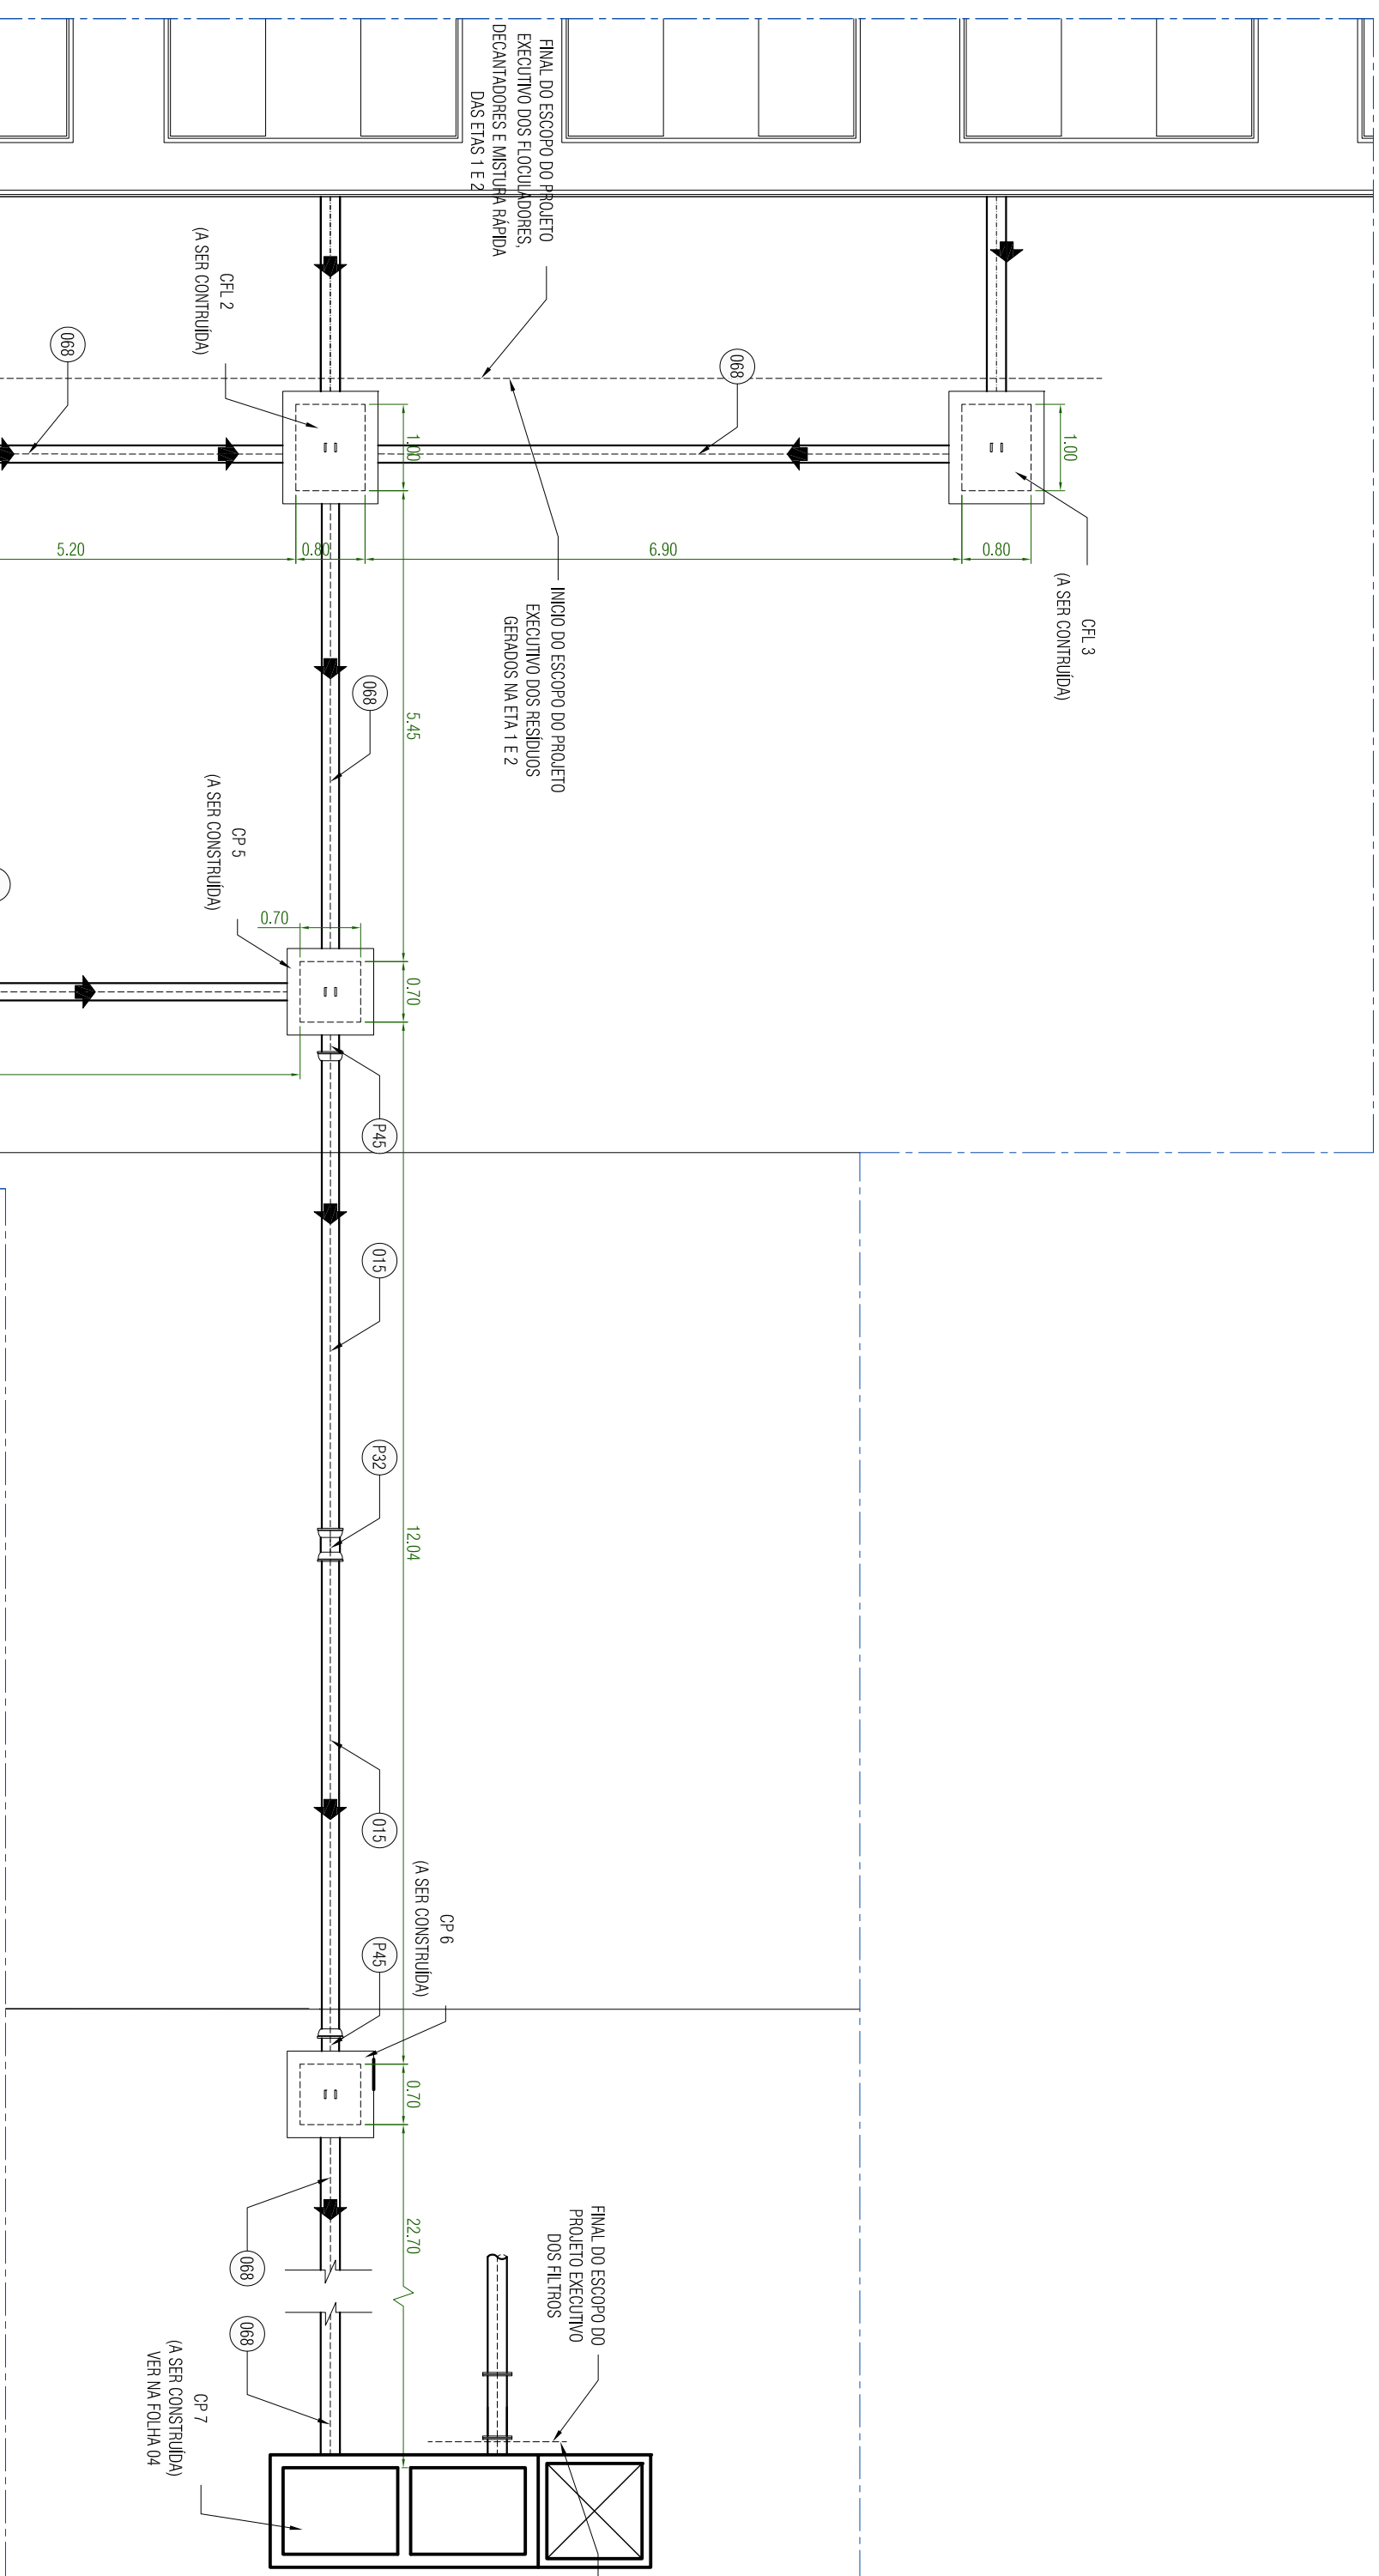 FINAL DO ESCOPO DO PROJETO
EXECUTIVO DOS FLOCULADORES,
DECANTADORES E MISTURA RÁPIDA
DAS ETAS 1 E 2
CFL 2
(A SER CONTRUÍDA)
068
068
1.00
1.00
5.20
0.80
6.90
0.80
CFL 3
(A SER CONTRUÍDA)
INICIO DO ESCOPO DO PROJETO
EXECUTIVO DOS RESÍDUOS
GERADOS NA ETA 1 E 2
068
5.45
CP 5
(A SER CONSTRUÍDA)
0.70
0.70
P45
015
P32
12.04
015
P45
CP 6
(A SER CONSTRUÍDA)
0.70
22.70
068
068
FINAL DO ESCOPO DO
PROJETO EXECUTIVO
DOS FILTROS
CP 7
(A SER CONSTRUÍDA)
VER NA FOLHA 04